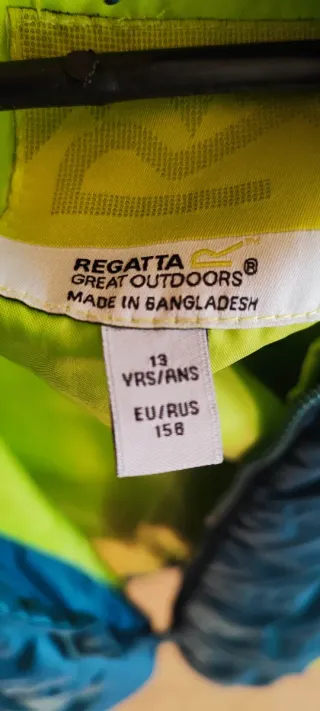 REGATTA
GREAT OUTDOORS®
MADE IN BANGLADESH
13
YRS/ANS
EU/RUS
158